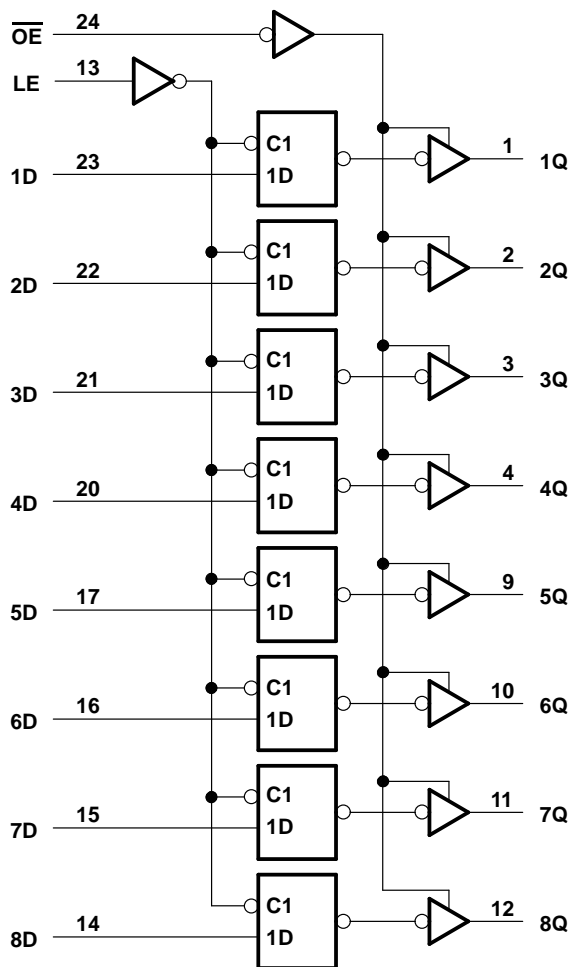 OE 24
LE 13
C1 1
1D 23 1D 1Q
C1 2
2D 22 1D 2Q
C1 3
3D 21 1D 3Q
C1 4
4D 20 1D 4Q
C1 9
5D 17 1D 5Q
C1 10
6D 16 1D 6Q
C1 11
7D 15 1D 7Q
C1 12
8D 14 1D 8Q